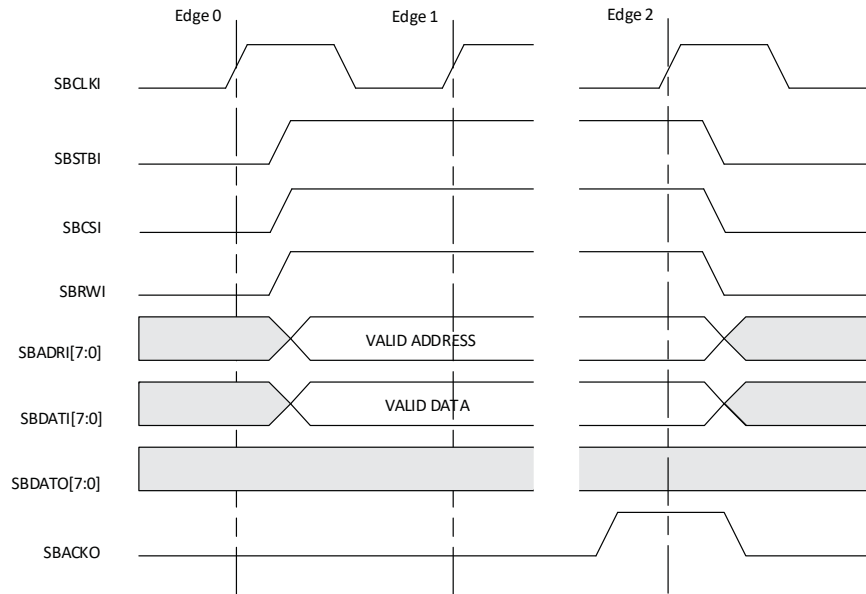 Edge 0
Edge 1
Edge 2
SBCLKI
SBSTBI
SBCSI
SBRWI
SBADRI[7:0]
VALID ADDRESS
SBDATI[7:0]
VALID DATA
SBDATO[7:0]
SBACKO